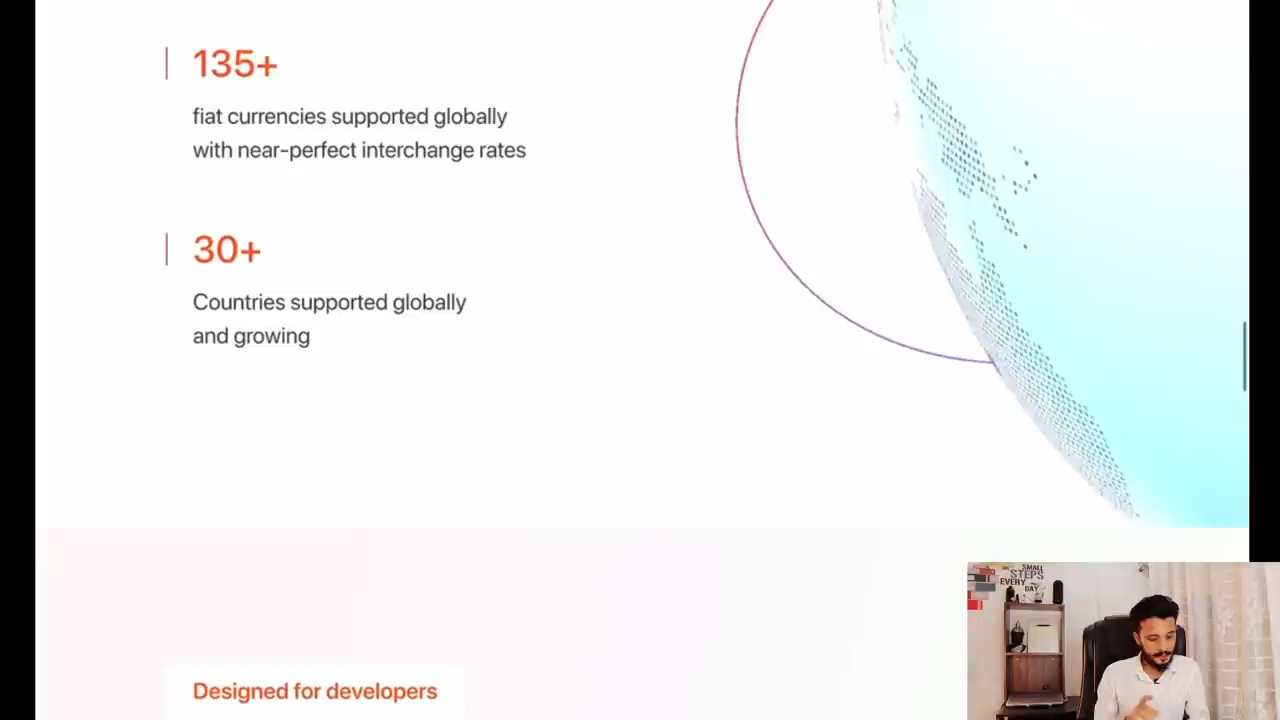 135+
fiat currencies supported globally
with near-perfect interchange rates
30+
Countries supported globally
and growing
Designed for developers
SMALL
STEPS
EVERY
DAY